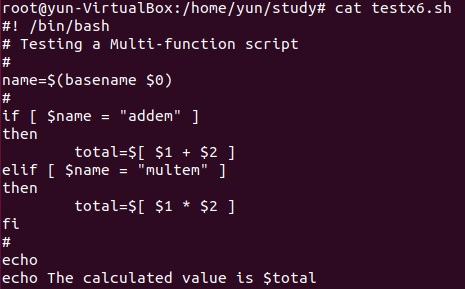 root@yun-VirtualBox:/home/yun/study# cat testx6.sh
#! /bin/bash
# Testing a Multi-function script
#
name=$(basename $0)
#
if [ $name = "addem" ]
then
        total=$[ $1 + $2 ]
elif [ $name = "multem" ]
then
        total=$[ $1 * $2 ]
fi
#
echo
echo The calculated value is $total